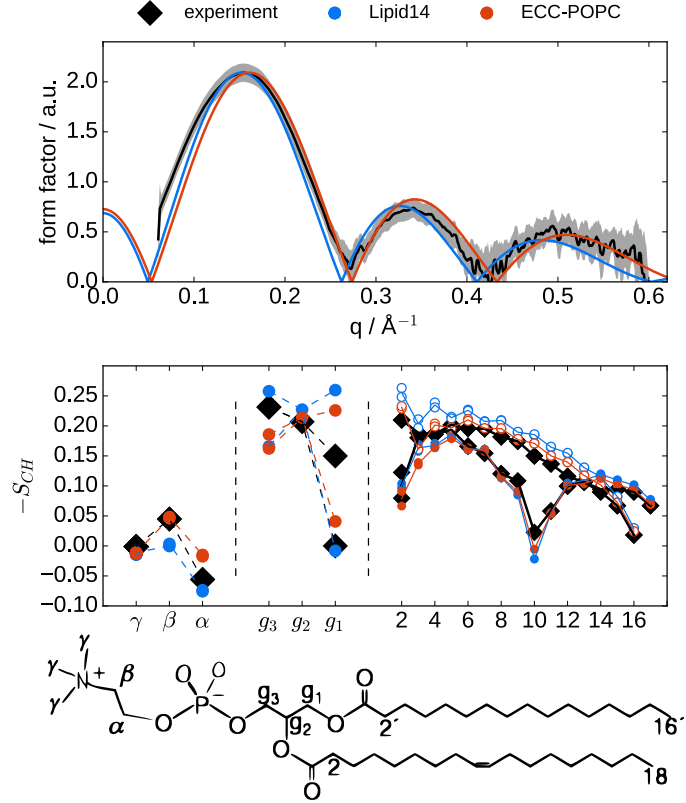 experiment Lipid14 ECC-POPC
form factor / a.u.
2.0
1.5
1.0
0.5
0.0
0.0 0.1 0.2 0.3 0.4 0.5 0.6
q / Å⁻¹
−S_CH
0.25
0.20
0.15
0.10
0.05
0.00
−0.05
−0.10
γ β α g₃ g₂ g₁ 2 4 6 8 10 12 14 16
γ γ N + β O O
γ P −
α O O g₃ g₁ O O 2´ 16´
g₂
O 2 18
O